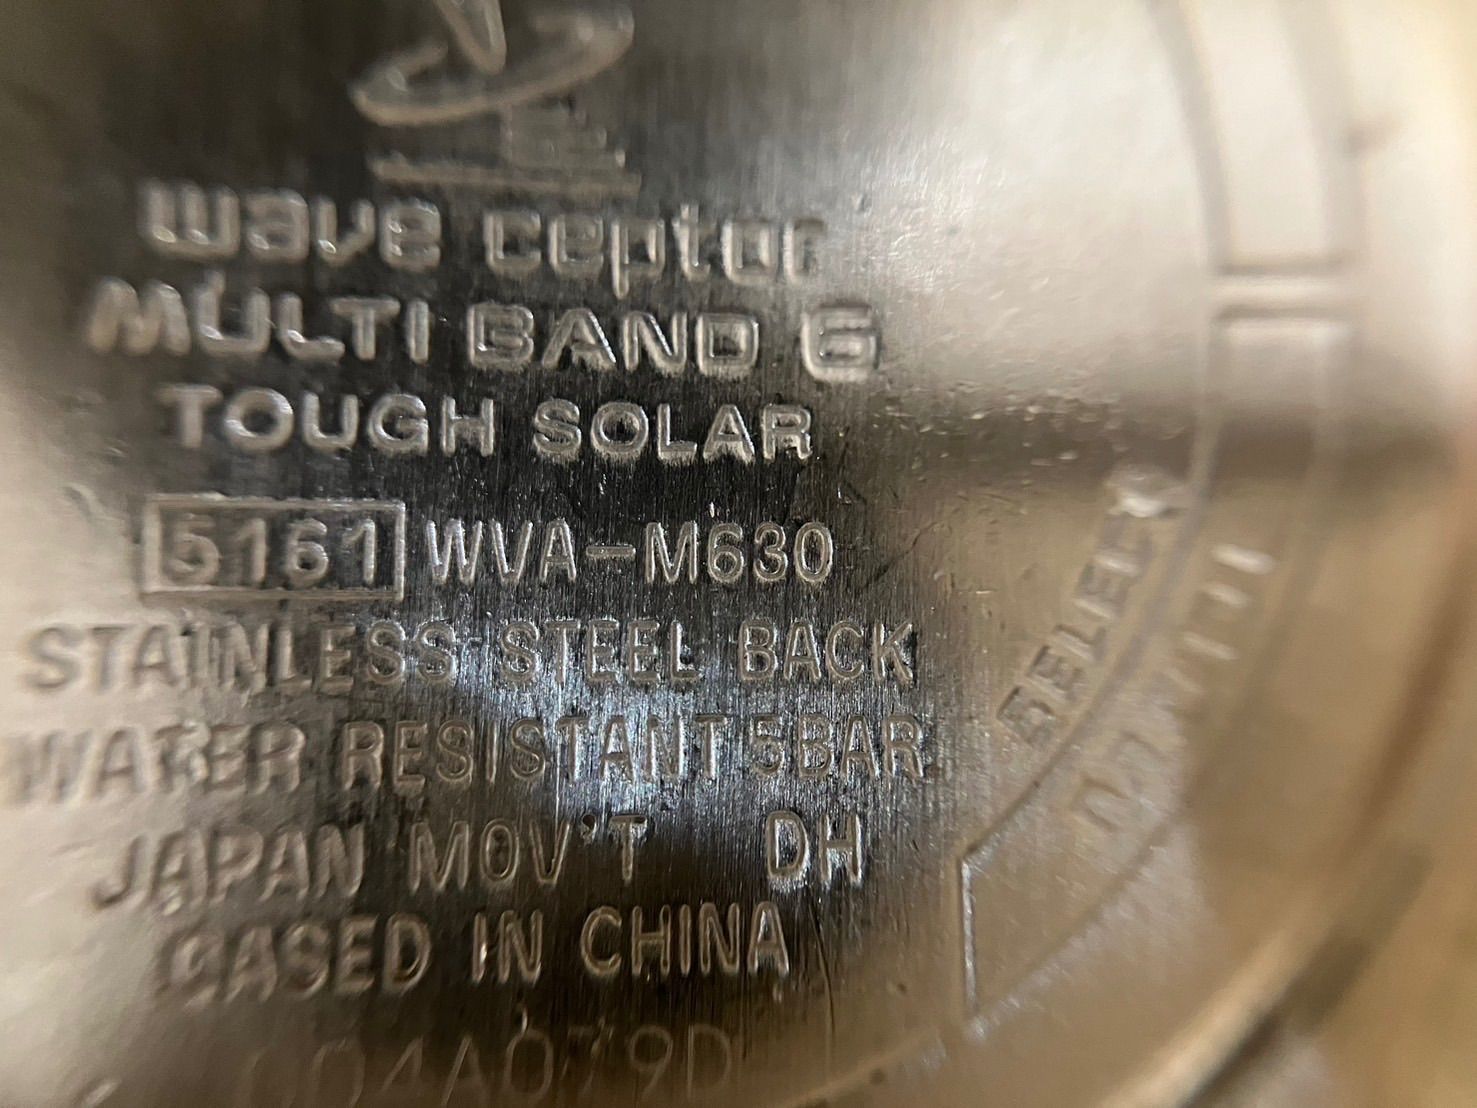 wave ceptor
MULTI BAND 6
TOUGH SOLAR
5161 WVA-M630
STAINLESS STEEL BACK
WATER RESISTANT 5BAR
JAPAN MOV'T DH
CASED IN CHINA